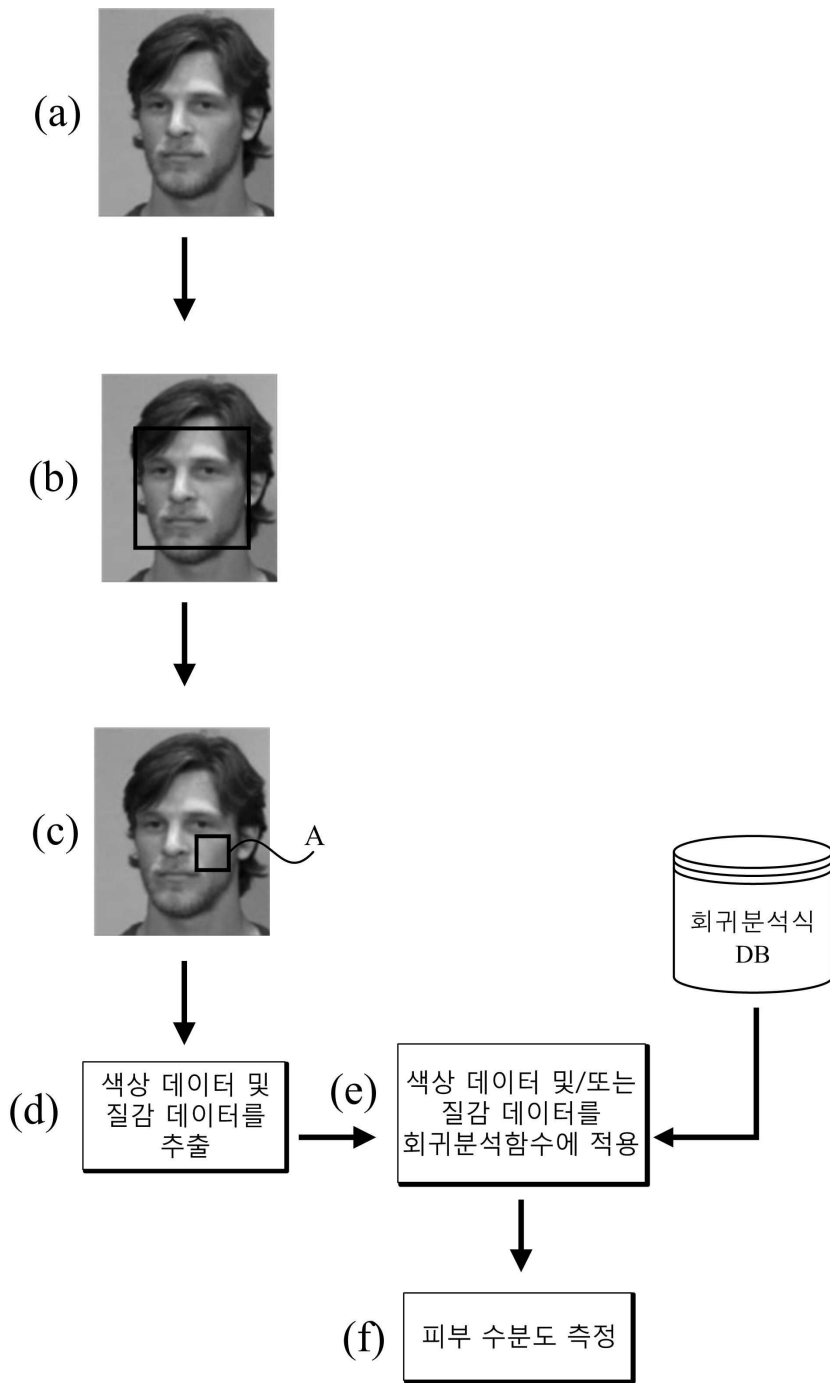 (a)
(b)
(c)
A
회귀분석식
DB
(d)
색상 데이터 및
질감 데이터를
추출
(e)
색상 데이터 및/또는
질감 데이터를
회귀분석함수에 적용
(f)
피부 수분도 측정